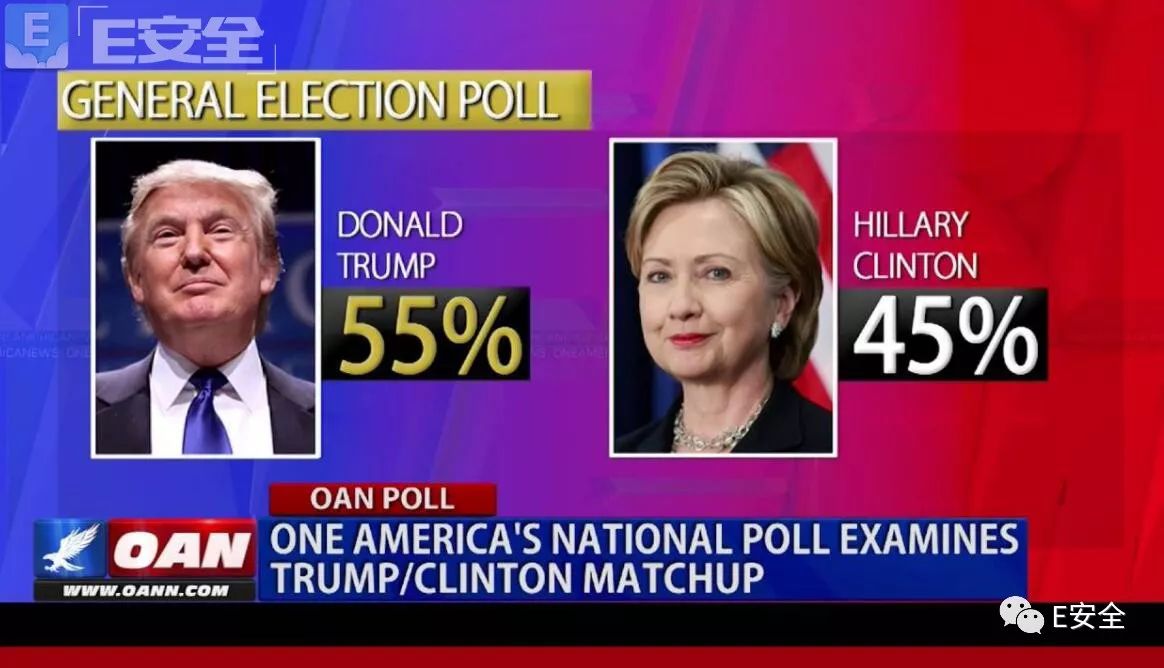 E安全
GENERAL ELECTION POLL
DONALD
TRUMP
55%
HILLARY
CLINTON
45%
OAN POLL
OAN
WWW.OANN.COM
ONE AMERICA'S NATIONAL POLL EXAMINES
TRUMP/CLINTON MATCHUP
E安全